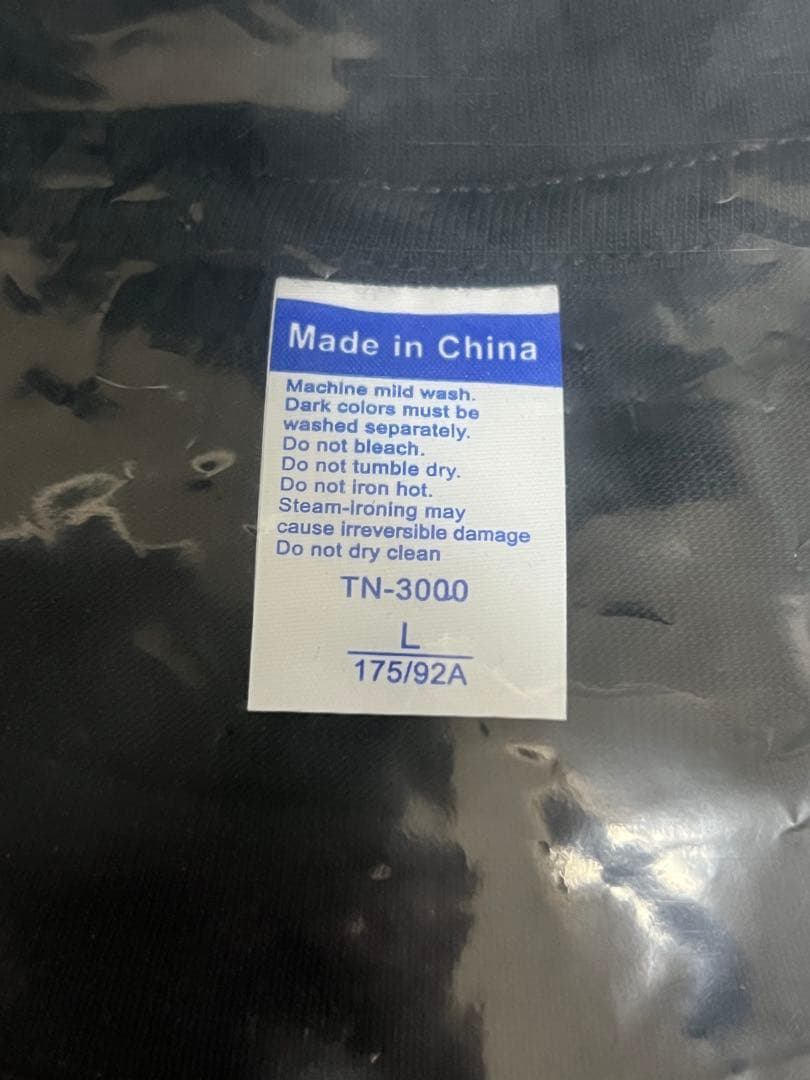 Made in China
Machine mild wash.
Dark colors must be
washed separately.
Do not bleach.
Do not tumble dry.
Do not iron hot.
Steam-Ironing may
cause irreversible damage
Do not dry clean
TN-3000
L
175/92A